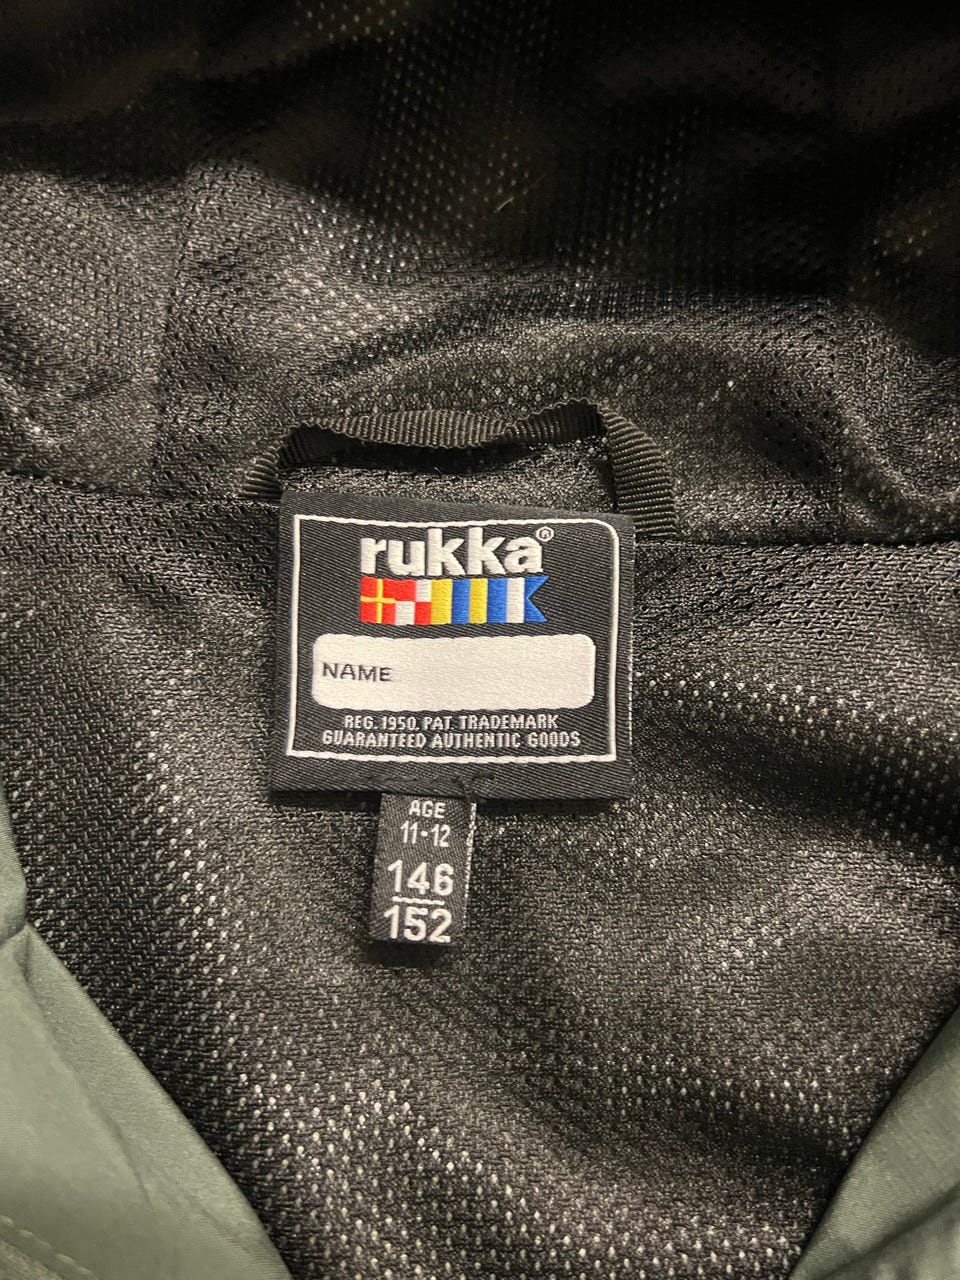 rukka®
NAME
REG. 1950. PAT. TRADEMARK
GUARANTEED AUTHENTIC GOODS
AGE
11-12
146
152